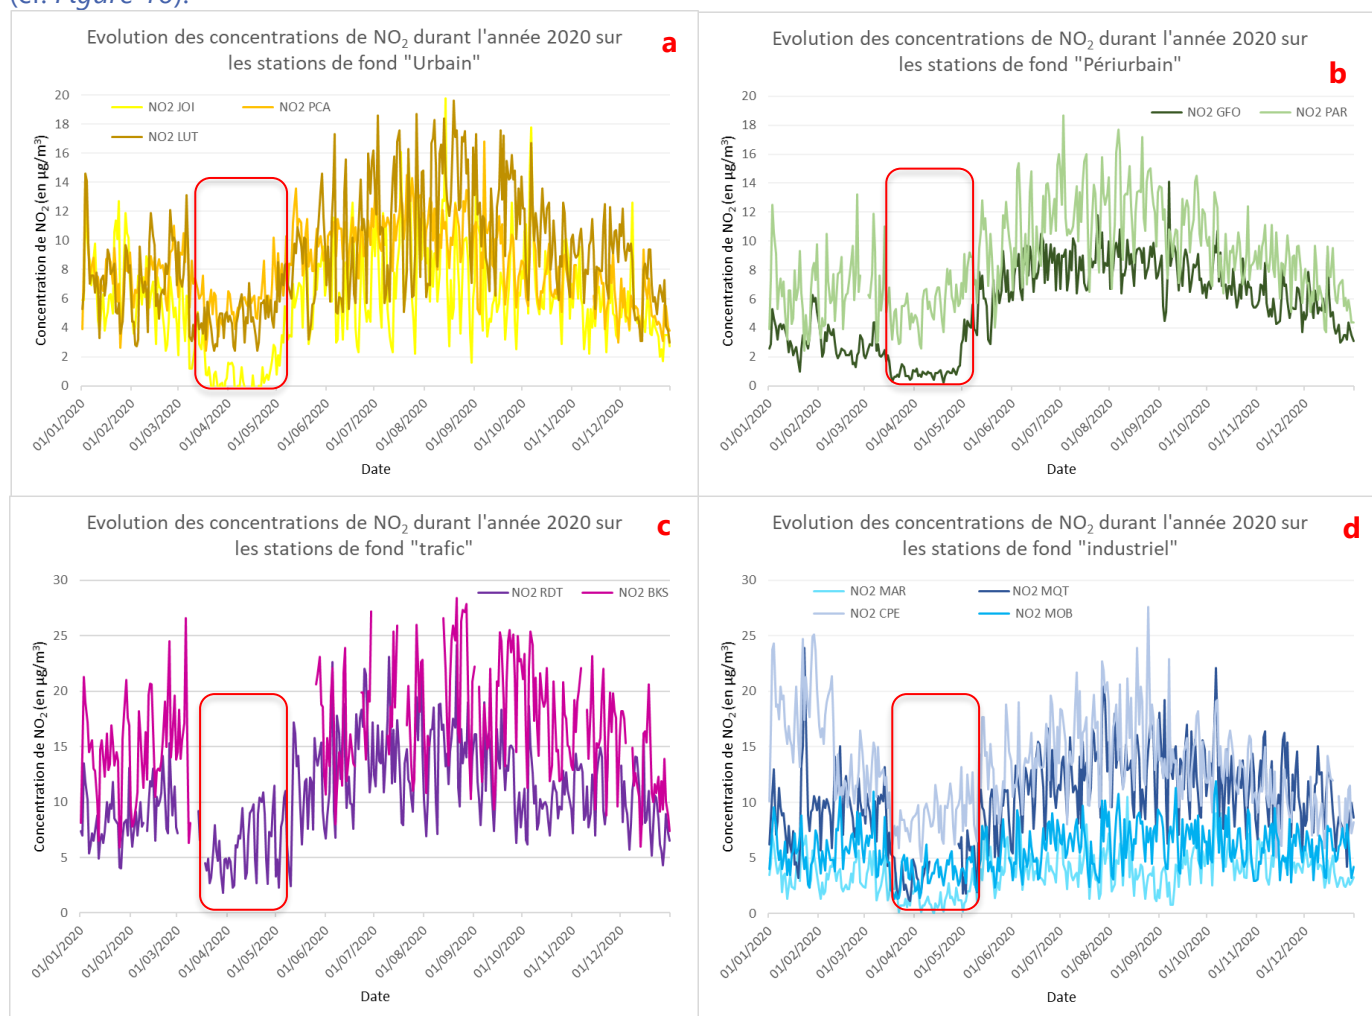 (cf. Figure 46).
Evolution des concentrations de NO2 durant l'année 2020 sur
les stations de fond "Urbain"
a
NO2 JOI
NO2 PCA
NO2 LUT
Concentration de NO2 (en µg/m³)
20
18
16
14
12
10
8
6
4
2
0
01/01/2020
01/02/2020
01/03/2020
01/04/2020
01/05/2020
01/06/2020
01/07/2020
01/08/2020
01/09/2020
01/10/2020
01/11/2020
01/12/2020
Date
Evolution des concentrations de NO2 durant l'année 2020 sur
les stations de fond "Périurbain"
b
NO2 GFO
NO2 PAR
Concentration de NO2 (en µg/m³)
20
18
16
14
12
10
8
6
4
2
0
01/01/2020
01/02/2020
01/03/2020
01/04/2020
01/05/2020
01/06/2020
01/07/2020
01/08/2020
01/09/2020
01/10/2020
01/11/2020
01/12/2020
Date
Evolution des concentrations de NO2 durant l'année 2020 sur
les stations de fond "trafic"
c
NO2 RDT
NO2 BKS
Concentration de NO2 (en µg/m³)
30
25
20
15
10
5
0
01/01/2020
01/02/2020
01/03/2020
01/04/2020
01/05/2020
01/06/2020
01/07/2020
01/08/2020
01/09/2020
01/10/2020
01/11/2020
01/12/2020
Date
Evolution des concentrations de NO2 durant l'année 2020 sur
les stations de fond "industriel"
d
NO2 MAR
NO2 MQT
NO2 CPE
NO2 MOB
Concentration de NO2 (en µg/m³)
30
25
20
15
10
5
0
01/01/2020
01/02/2020
01/03/2020
01/04/2020
01/05/2020
01/06/2020
01/07/2020
01/08/2020
01/09/2020
01/10/2020
01/11/2020
01/12/2020
Date